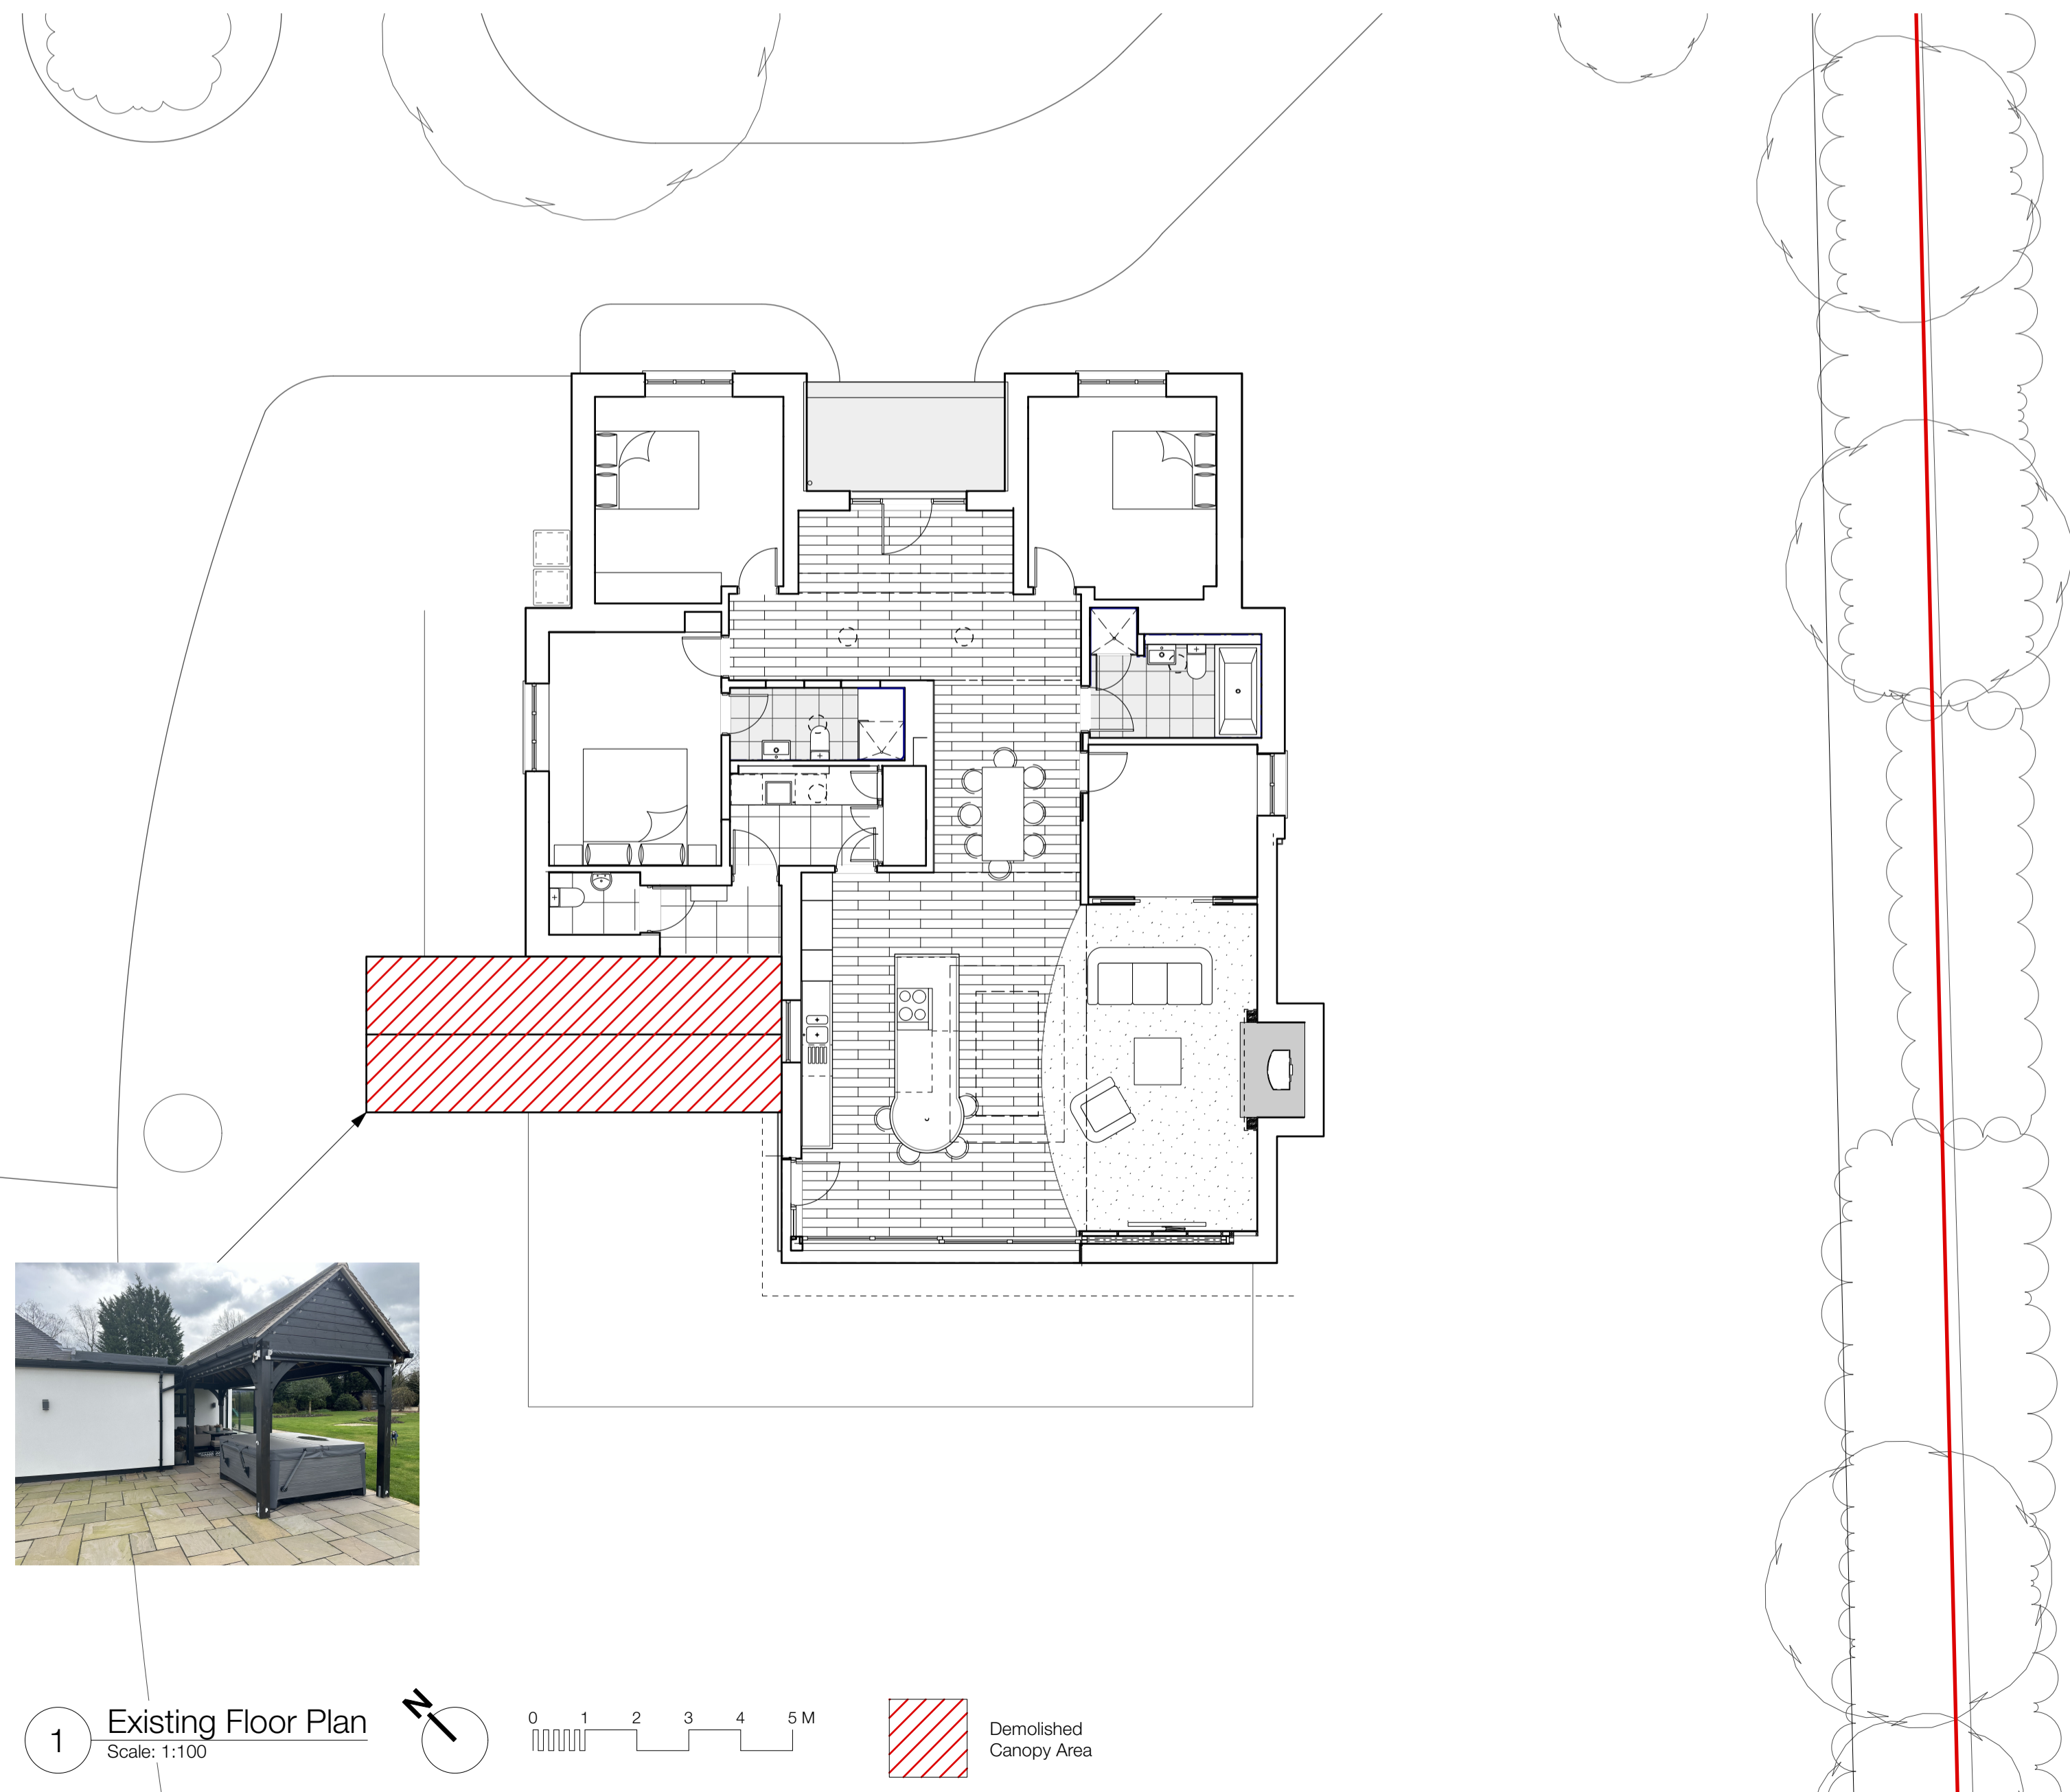 1
Existing Floor Plan
Scale: 1:100
N
0 1 2 3 4 5 M
Demolished
Canopy Area